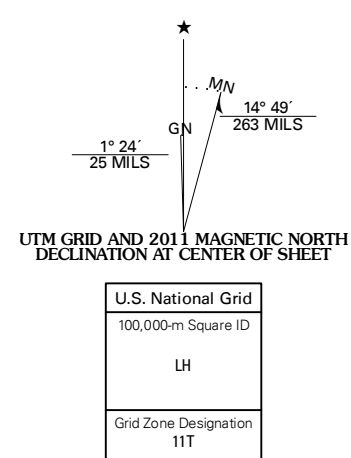 MN
14° 49´
263 MILS
GN
1° 24´
25 MILS
UTM GRID AND 2011 MAGNETIC NORTH
DECLINATION AT CENTER OF SHEET
U.S. National Grid
100,000-m Square ID
LH
Grid Zone Designation
11T